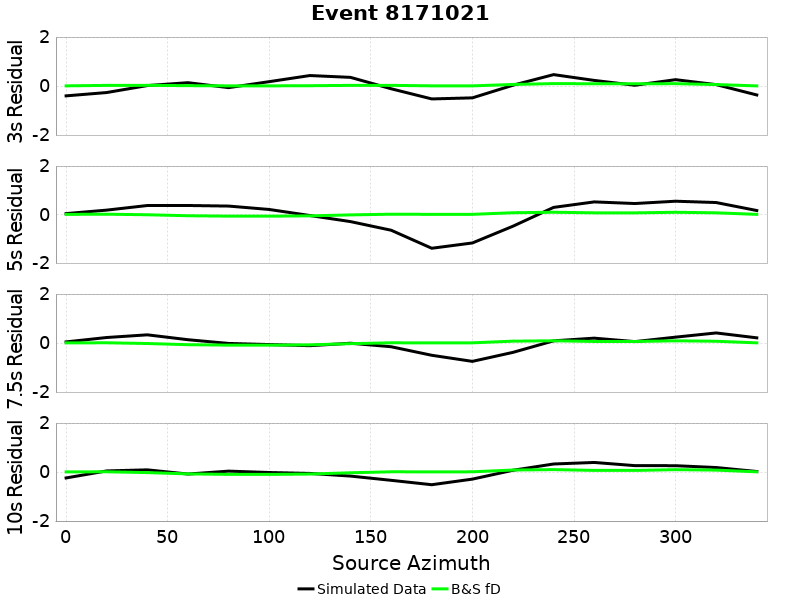 Event 8171021
3s Residual
2
0
-2
5s Residual
2
0
-2
7.5s Residual
2
0
-2
10s Residual
2
0
-2
0 50 100 150 200 250 300
Source Azimuth
Simulated Data B&S fD